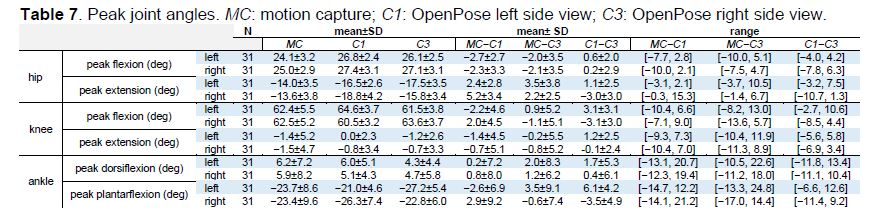 Table 7. Peak joint angles. MC: motion capture; C1: OpenPose left side view; C3: OpenPose right side view.
N mean±SD mean± SD range
MC C1 C3 MC−C1 MC−C3 C1−C3 MC−C1 MC−C3 C1−C3
hip peak flexion (deg) left 31 24.1±3.2 26.8±2.4 26.1±2.5 −2.7±2.7 −2.0±3.5 0.6±2.0 [−7.7, 2.8] [−10.0, 5.1] [−4.0, 4.2]
right 31 25.0±2.9 27.4±3.1 27.1±3.1 −2.3±3.3 −2.1±3.5 0.2±2.9 [−10.0, 2.1] [−7.5, 4.7] [−7.8, 6.3]
peak extension (deg) left 31 −14.0±3.5 −16.5±2.6 −17.5±3.5 2.4±2.8 3.5±3.8 1.1±2.5 [−3.1, 2.1] [−3.7, 10.5] [−3.2, 7.5]
right 31 −13.6±3.8 −18.8±4.2 −15.8±3.4 5.2±3.4 2.2±2.5 −3.0±3.0 [−0.3, 15.3] [−1.4, 6.7] [−10.7, 1.3]
knee peak flexion (deg) left 31 62.4±5.5 64.6±3.7 61.5±3.8 −2.2±4.6 0.9±5.2 3.1±3.1 [−10.4, 6.6] [−8.2, 13.0] [−2.7, 10.6]
right 31 62.5±5.2 60.5±3.2 63.6±3.7 2.0±4.5 −1.1±5.1 −3.1±3.0 [−7.1, 9.0] [−13.6, 5.7] [−8.5, 4.4]
peak extension (deg) left 31 −1.4±5.2 0.0±2.3 −1.2±2.6 −1.4±4.5 −0.2±5.5 1.2±2.5 [−9.3, 7.3] [−10.4, 11.9] [−5.6, 5.8]
right 31 −1.5±4.7 −0.8±3.4 −0.7±3.3 −0.7±5.1 −0.8±5.2 −0.1±2.4 [−10.4, 7.0] [−11.3, 8.9] [−6.9, 3.4]
ankle peak dorsiflexion (deg) left 31 6.2±7.2 6.0±5.1 4.3±4.4 0.2±7.2 2.0±8.3 1.7±5.3 [−13.1, 20.7] [−10.5, 22.6] [−11.8, 13.4]
right 31 5.9±8.2 5.1±4.3 4.7±5.8 0.8±8.0 1.2±6.2 0.4±6.1 [−12.3, 19.4] [−11.2, 18.0] [−11.1, 10.4]
peak plantarflexion (deg) left 31 −23.7±8.6 −21.0±4.6 −27.2±5.4 −2.6±6.9 3.5±9.1 6.1±4.2 [−14.7, 12.2] [−13.3, 24.8] [−6.6, 12.6]
right 31 −23.4±9.6 −26.3±7.4 −22.8±6.0 2.9±9.2 −0.6±7.4 −3.5±4.9 [−14.1, 21.2] [−17.0, 14.4] [−11.4, 9.2]